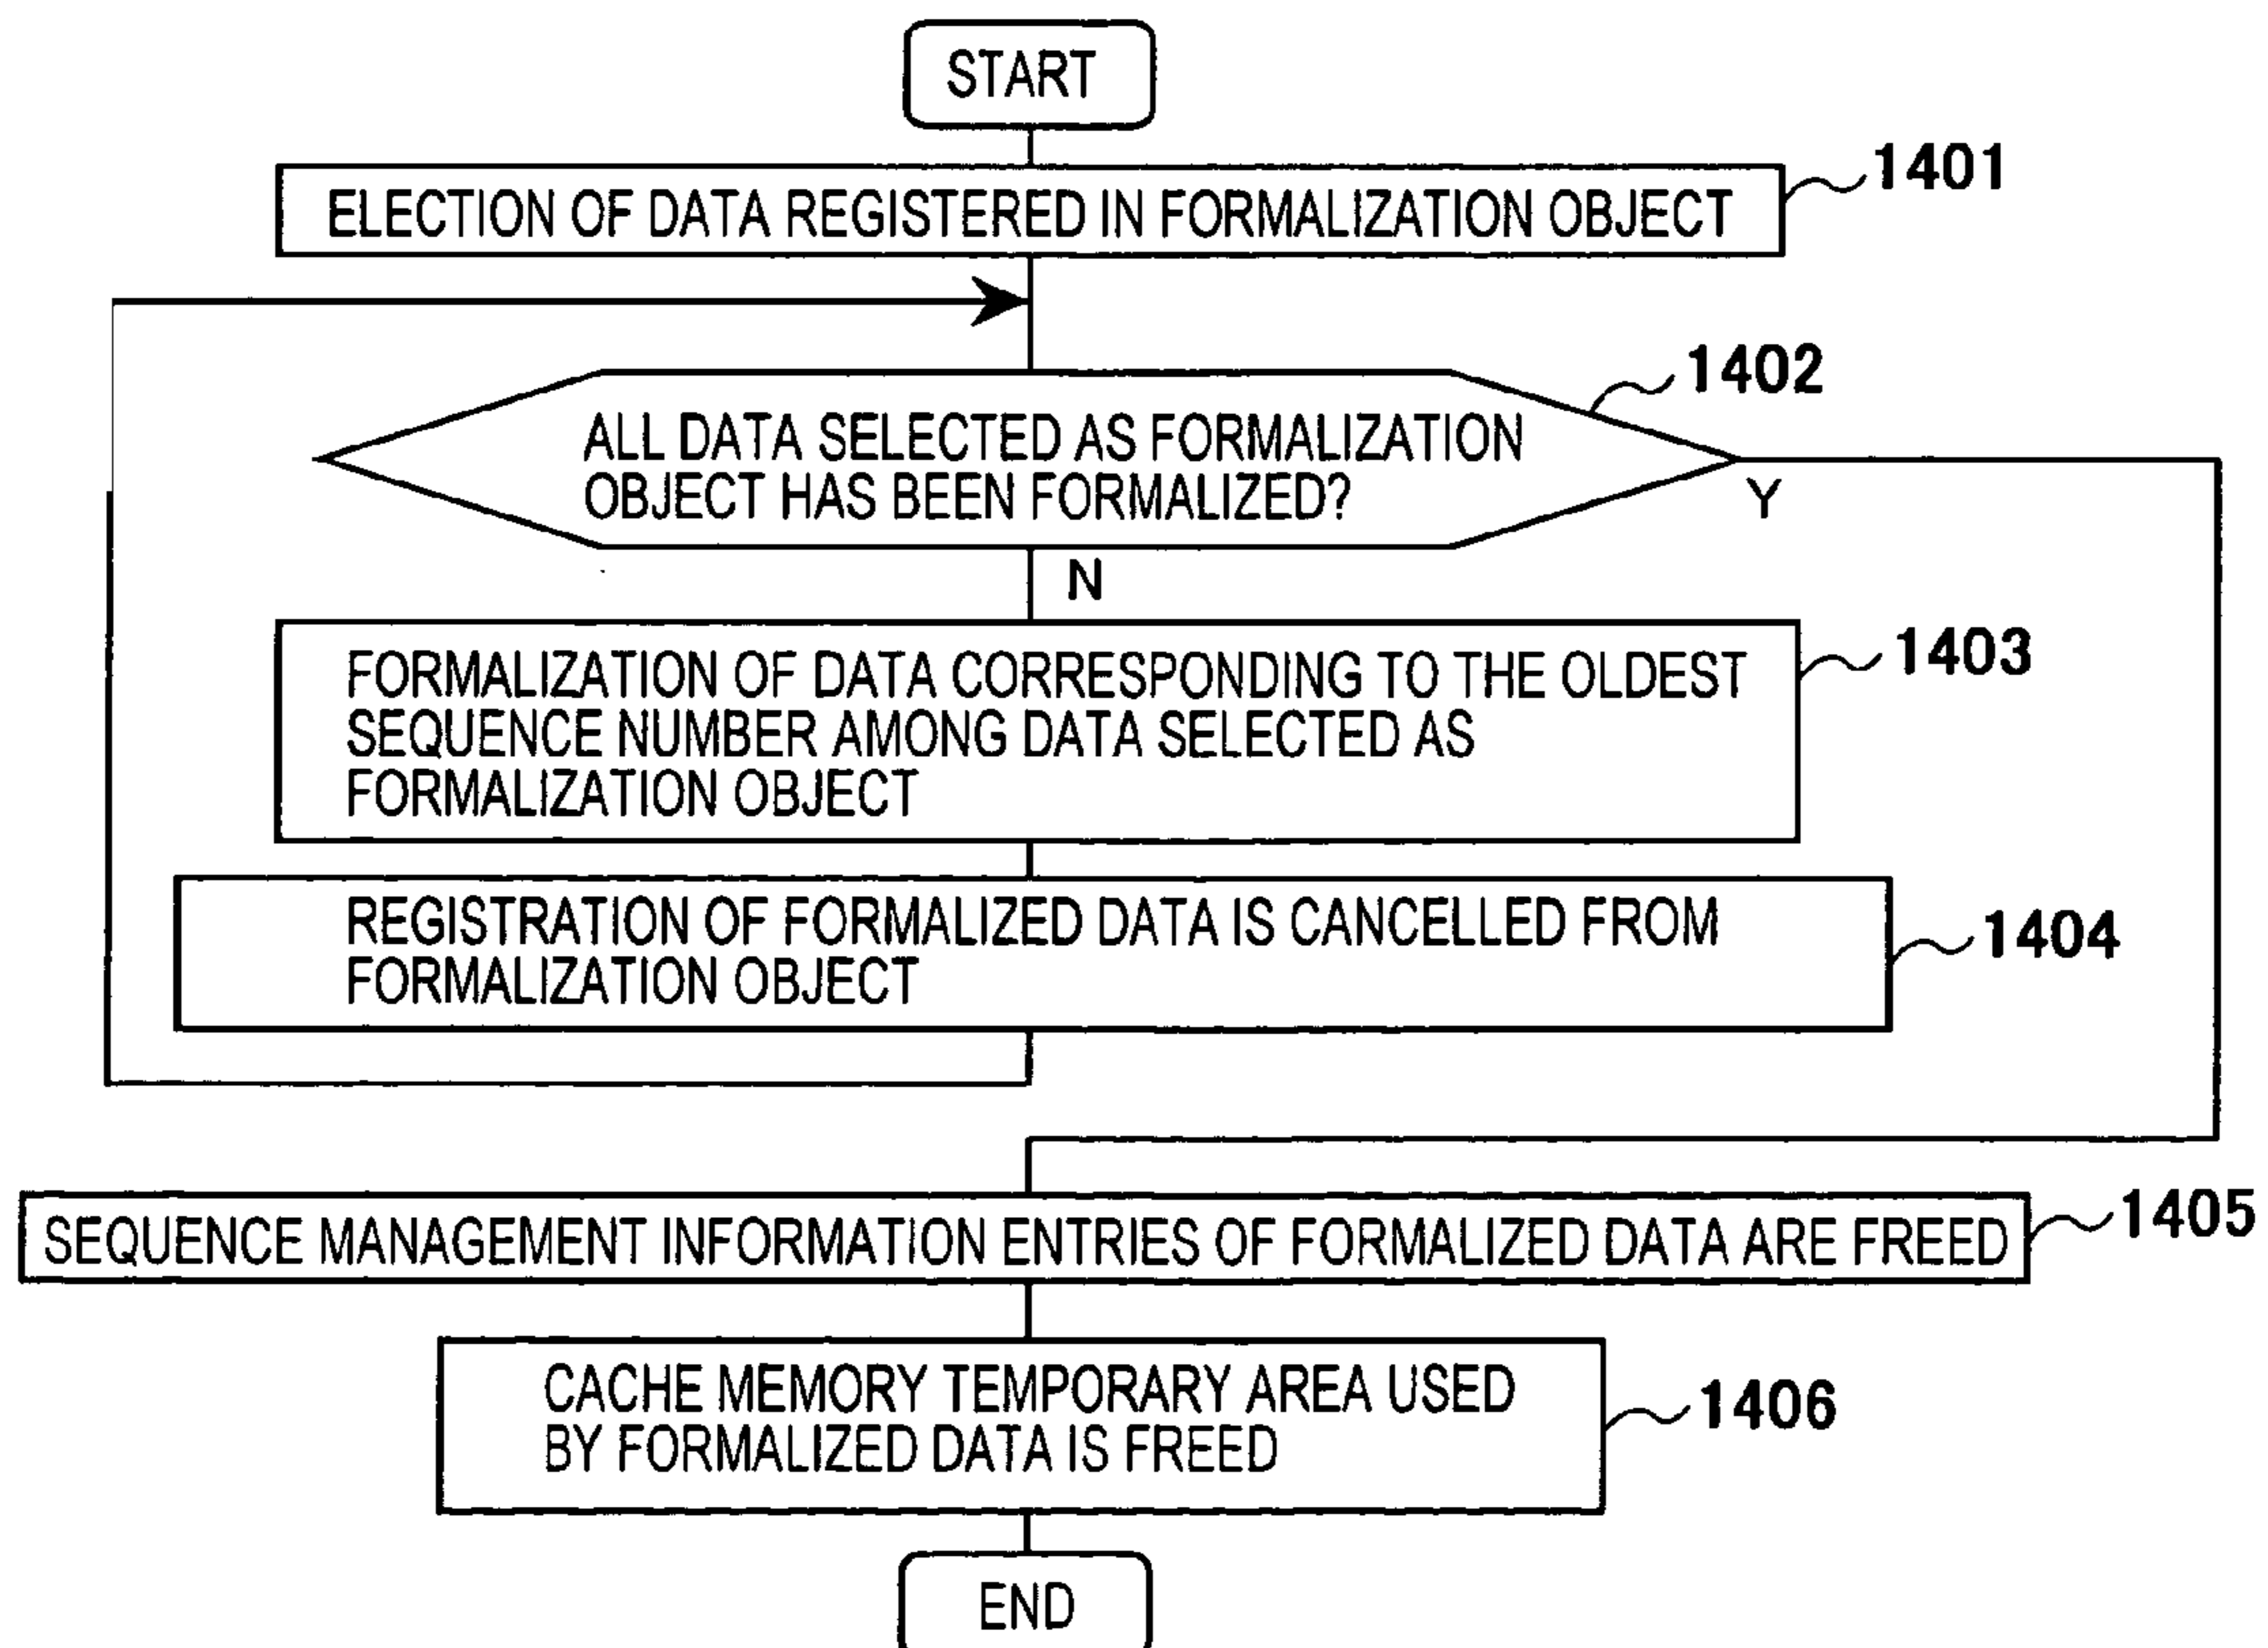 START
ELECTION OF DATA REGISTERED IN FORMALIZATION OBJECT
1401
1402
ALL DATA SELECTED AS FORMALIZATION
OBJECT HAS BEEN FORMALIZED?
Y
N
FORMALIZATION OF DATA CORRESPONDING TO THE OLDEST
SEQUENCE NUMBER AMONG DATA SELECTED AS
FORMALIZATION OBJECT
1403
REGISTRATION OF FORMALIZED DATA IS CANCELLED FROM
FORMALIZATION OBJECT
1404
SEQUENCE MANAGEMENT INFORMATION ENTRIES OF FORMALIZED DATA ARE FREED
1405
CACHE MEMORY TEMPORARY AREA USED
BY FORMALIZED DATA IS FREED
1406
END